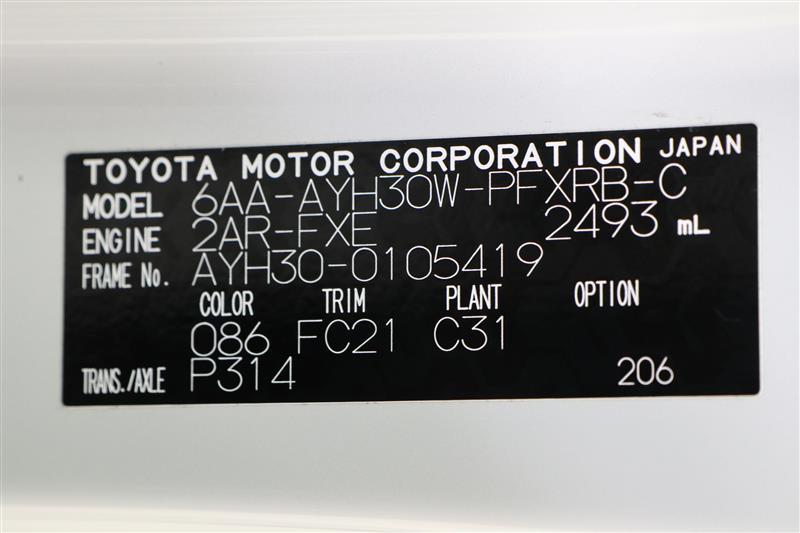 TOYOTA MOTOR CORPORATION JAPAN
MODEL 6AA-AYH30W-PFXRB-C
ENGINE 2AR-FXE 2493 mL
FRAME No. AYH30-0105419
COLOR TRIM PLANT OPTION
086 FC21 C31
TRANS./AXLE P314 206